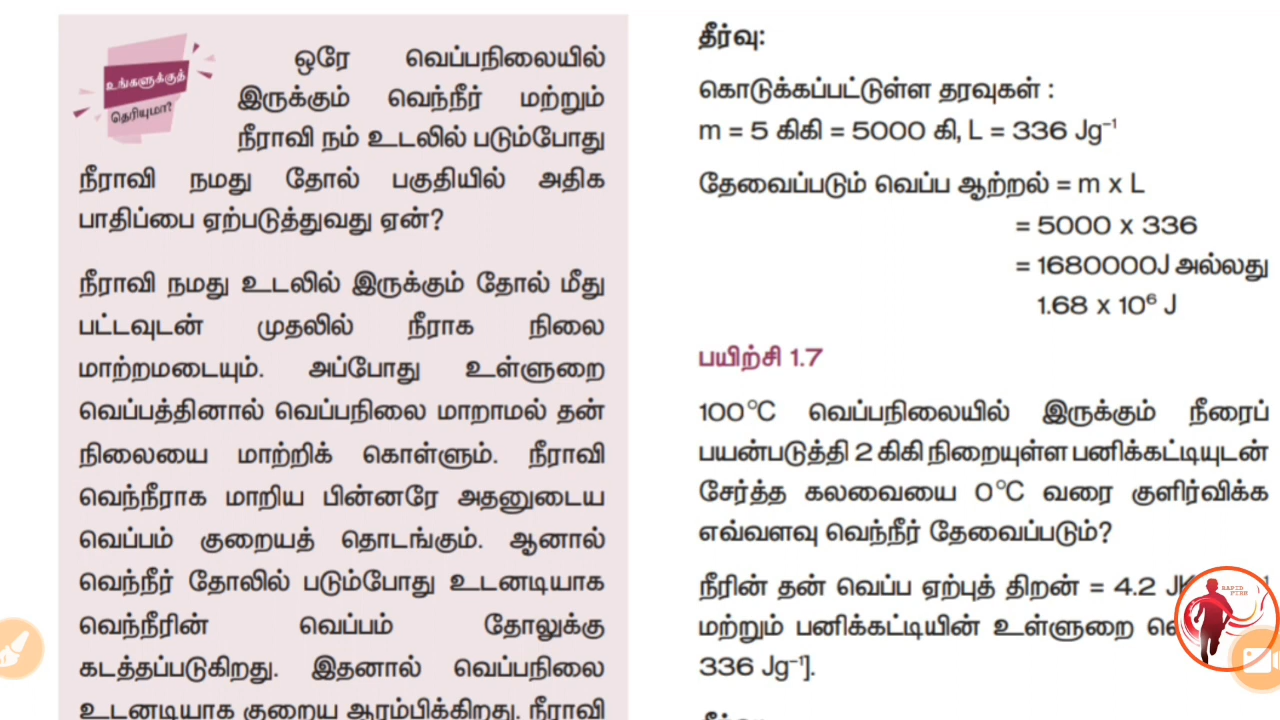 உங்களுக்குத்
தெரியுமா?
ஒரே வெப்பநிலையில்
இருக்கும் வெந்நீர் மற்றும்
நீராவி நம் உடலில் படும்போது
நீராவி நமது தோல் பகுதியில் அதிக
பாதிப்பை ஏற்படுத்துவது ஏன்?
நீராவி நமது உடலில் இருக்கும் தோல் மீது
பட்டவுடன் முதலில் நீராக நிலை
மாற்றமடையும். அப்போது உள்ளுறை
வெப்பத்தினால் வெப்பநிலை மாறாமல் தன்
நிலையை மாற்றிக் கொள்ளும். நீராவி
வெந்நீராக மாறிய பின்னரே அதனுடைய
வெப்பம் குறையத் தொடங்கும். ஆனால்
வெந்நீர் தோலில் படும்போது உடனடியாக
வெந்நீரின் வெப்பம் தோலுக்கு
கடத்தப்படுகிறது. இதனால் வெப்பநிலை
உடனடியாக குறைய ஆரம்பிக்கிறது. நீராவி
தீர்வு:
கொடுக்கப்பட்டுள்ள தரவுகள் :
m = 5 கிகி = 5000 கி, L = 336 Jg⁻¹
தேவைப்படும் வெப்ப ஆற்றல் = m x L
= 5000 x 336
= 1680000J அல்லது
1.68 x 10⁶ J
பயிற்சி 1.7
100°C வெப்பநிலையில் இருக்கும் நீரைப்
பயன்படுத்தி 2 கிகி நிறையுள்ள பனிக்கட்டியுடன்
சேர்த்த கலவையை 0°C வரை குளிர்விக்க
எவ்வளவு வெந்நீர் தேவைப்படும்?
நீரின் தன் வெப்ப ஏற்புத் திறன் = 4.2
மற்றும் பனிக்கட்டியின் உள்ளுறை
336 Jg⁻¹].
RAPID